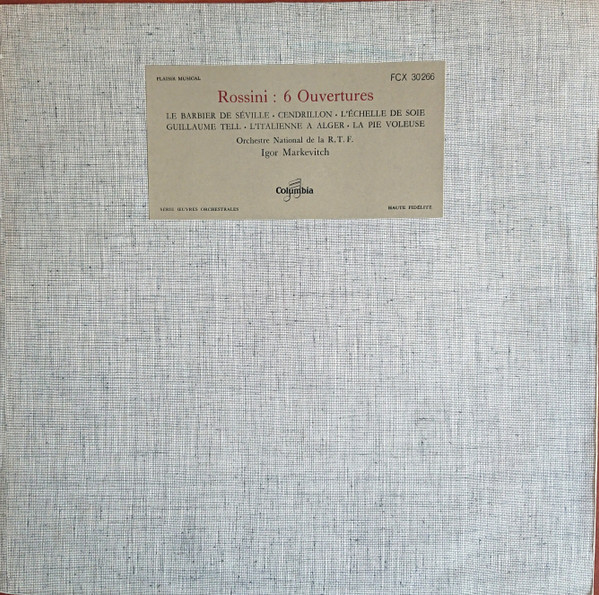 PLAISIR MUSICAL
FCX 30266
Rossini : 6 Ouvertures
LE BARBIER DE SÉVILLE · CENDRILLON · L'ÉCHELLE DE SOIE
GUILLAUME TELL · L'ITALIENNE A ALGER · LA PIE VOLEUSE
Orchestre National de la R. T. F.
Igor Markevitch
Columbia
SÉRIE ŒUVRES ORCHESTRALES
HAUTE FIDÉLITÉ